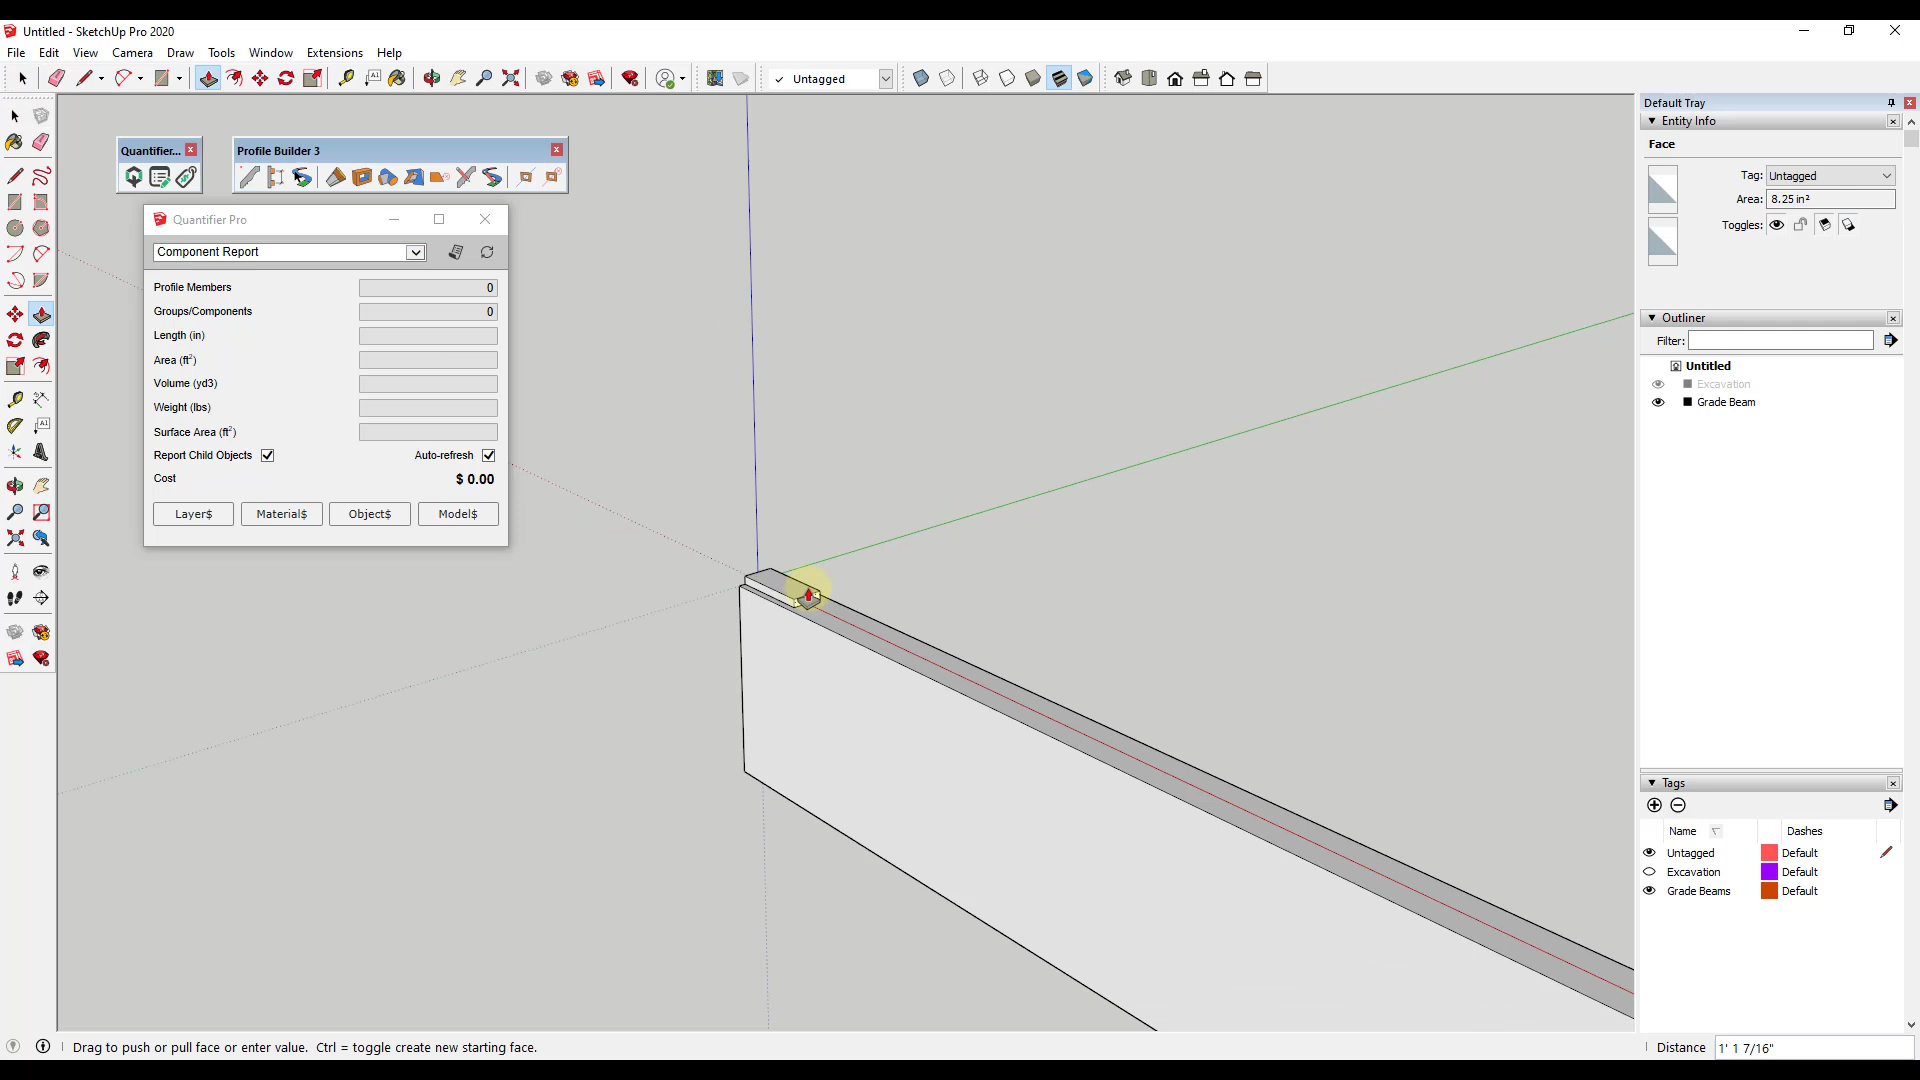 Untitled - SketchUp Pro 2020
File Edit View Camera Draw Tools Window Extensions Help
✓ Untagged
Default Tray
Entity Info
Face
Tag: Untagged
Area: 8.25 in²
Toggles:
Quantifier...
Profile Builder 3
Quantifier Pro
Component Report
Profile Members 0
Groups/Components 0
Length (in)
Area (ft²)
Volume (yd3)
Weight (lbs)
Surface Area (ft²)
Report Child Objects Auto-refresh
Cost $ 0.00
Layer$ Material$ Object$ Model$
Outliner
Filter:
Untitled
Excavation
Grade Beam
Tags
Name Dashes
Untagged Default
Excavation Default
Grade Beams Default
Drag to push or pull face or enter value. Ctrl = toggle create new starting face.
Distance 1' 1 7/16"